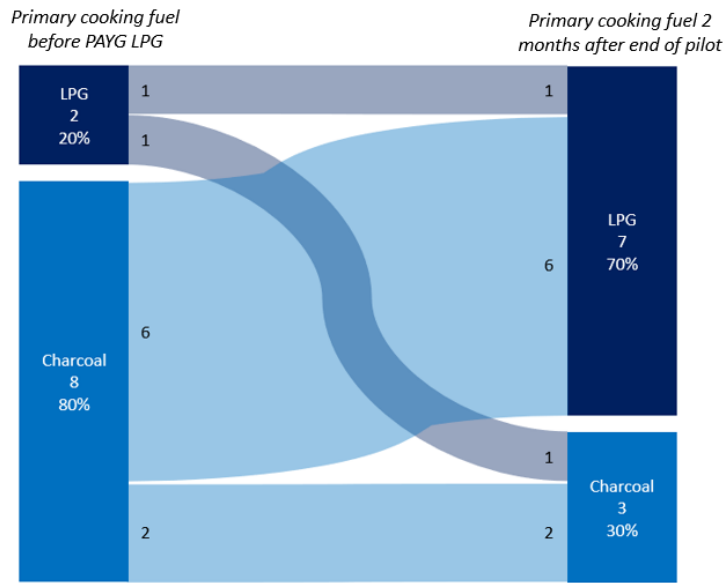 Primary cooking fuel
before PAYG LPG
Primary cooking fuel 2
months after end of pilot
LPG
2
20%
1
1
1
LPG
7
70%
6
6
Charcoal
8
80%
1
Charcoal
3
30%
2
2